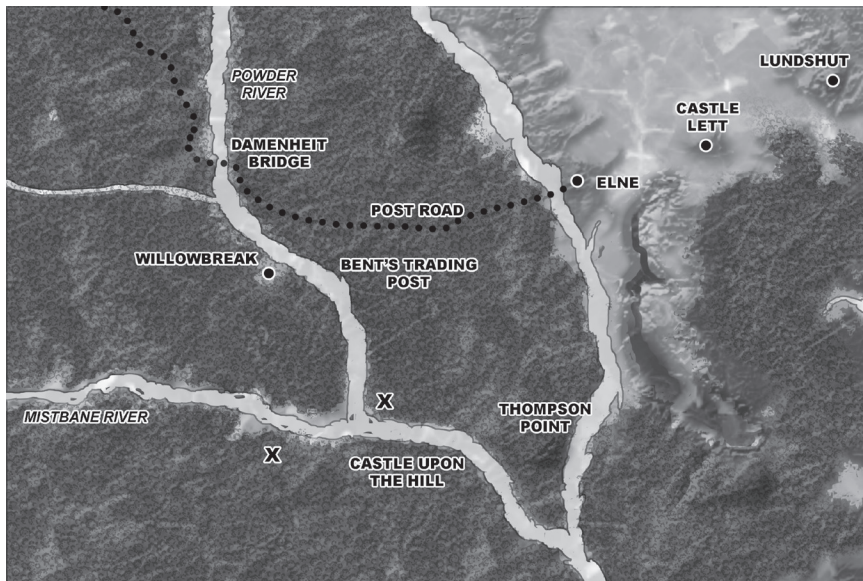 LUNDSHUT
POWDER
RIVER
CASTLE
LETT
DAMENHEIT
BRIDGE
ELNE
POST ROAD
WILLOWBREAK
BENT'S TRADING
POST
X
MISTBANE RIVER
THOMPSON
POINT
X
CASTLE UPON
THE HILL